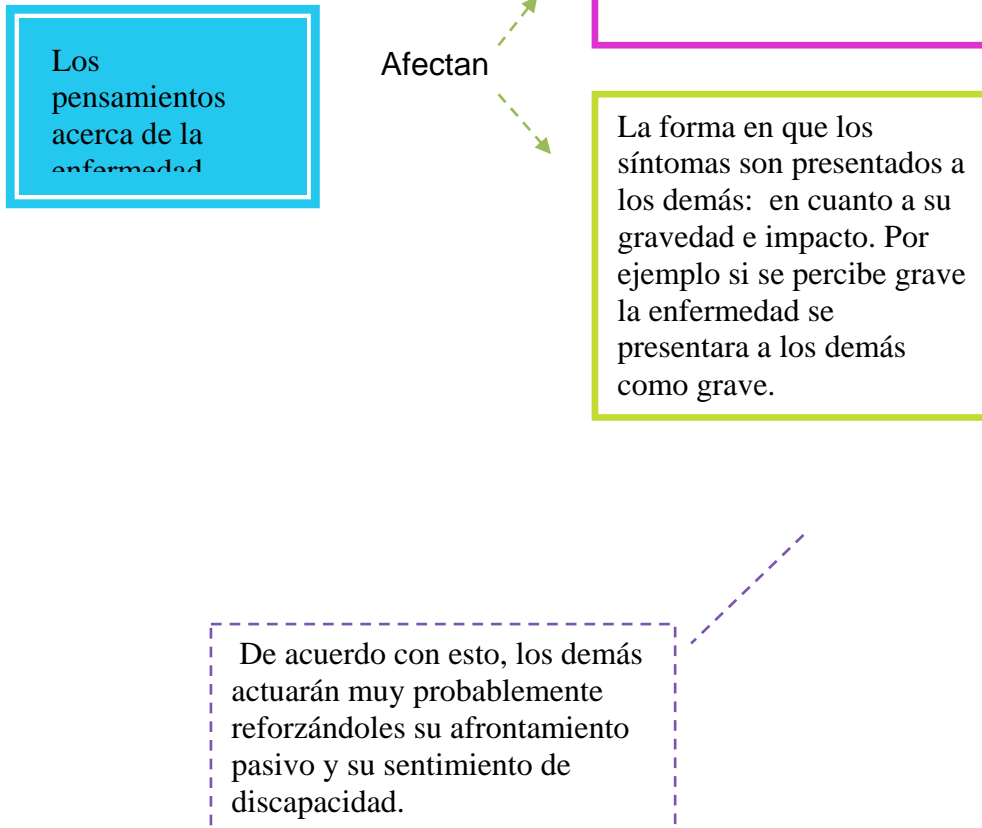 Los
pensamientos
acerca de la
enfermedad
Afectan
La forma en que los
síntomas son presentados a
los demás:  en cuanto a su
gravedad e impacto. Por
ejemplo si se percibe grave
la enfermedad se
presentara a los demás
como grave.
De acuerdo con esto, los demás
actuarán muy probablemente
reforzándoles su afrontamiento
pasivo y su sentimiento de
discapacidad.